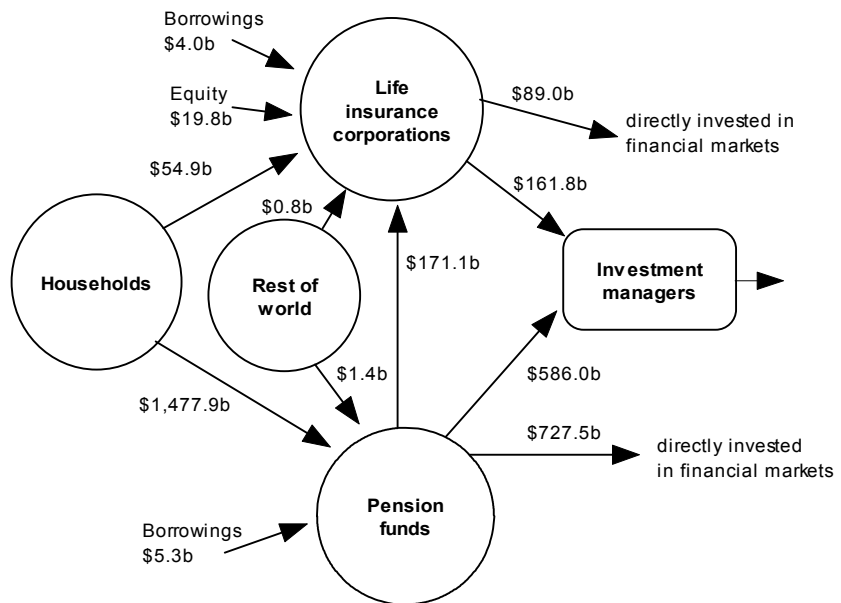 Borrowings
$4.0b
Equity
$19.8b
Life
insurance
corporations
$89.0b
directly invested in
financial markets
$54.9b
$161.8b
$0.8b
Households
Rest of
world
$171.1b
Investment
managers
$1.4b
$586.0b
$1,477.9b
$727.5b
directly invested
in financial markets
Pension
funds
Borrowings
$5.3b